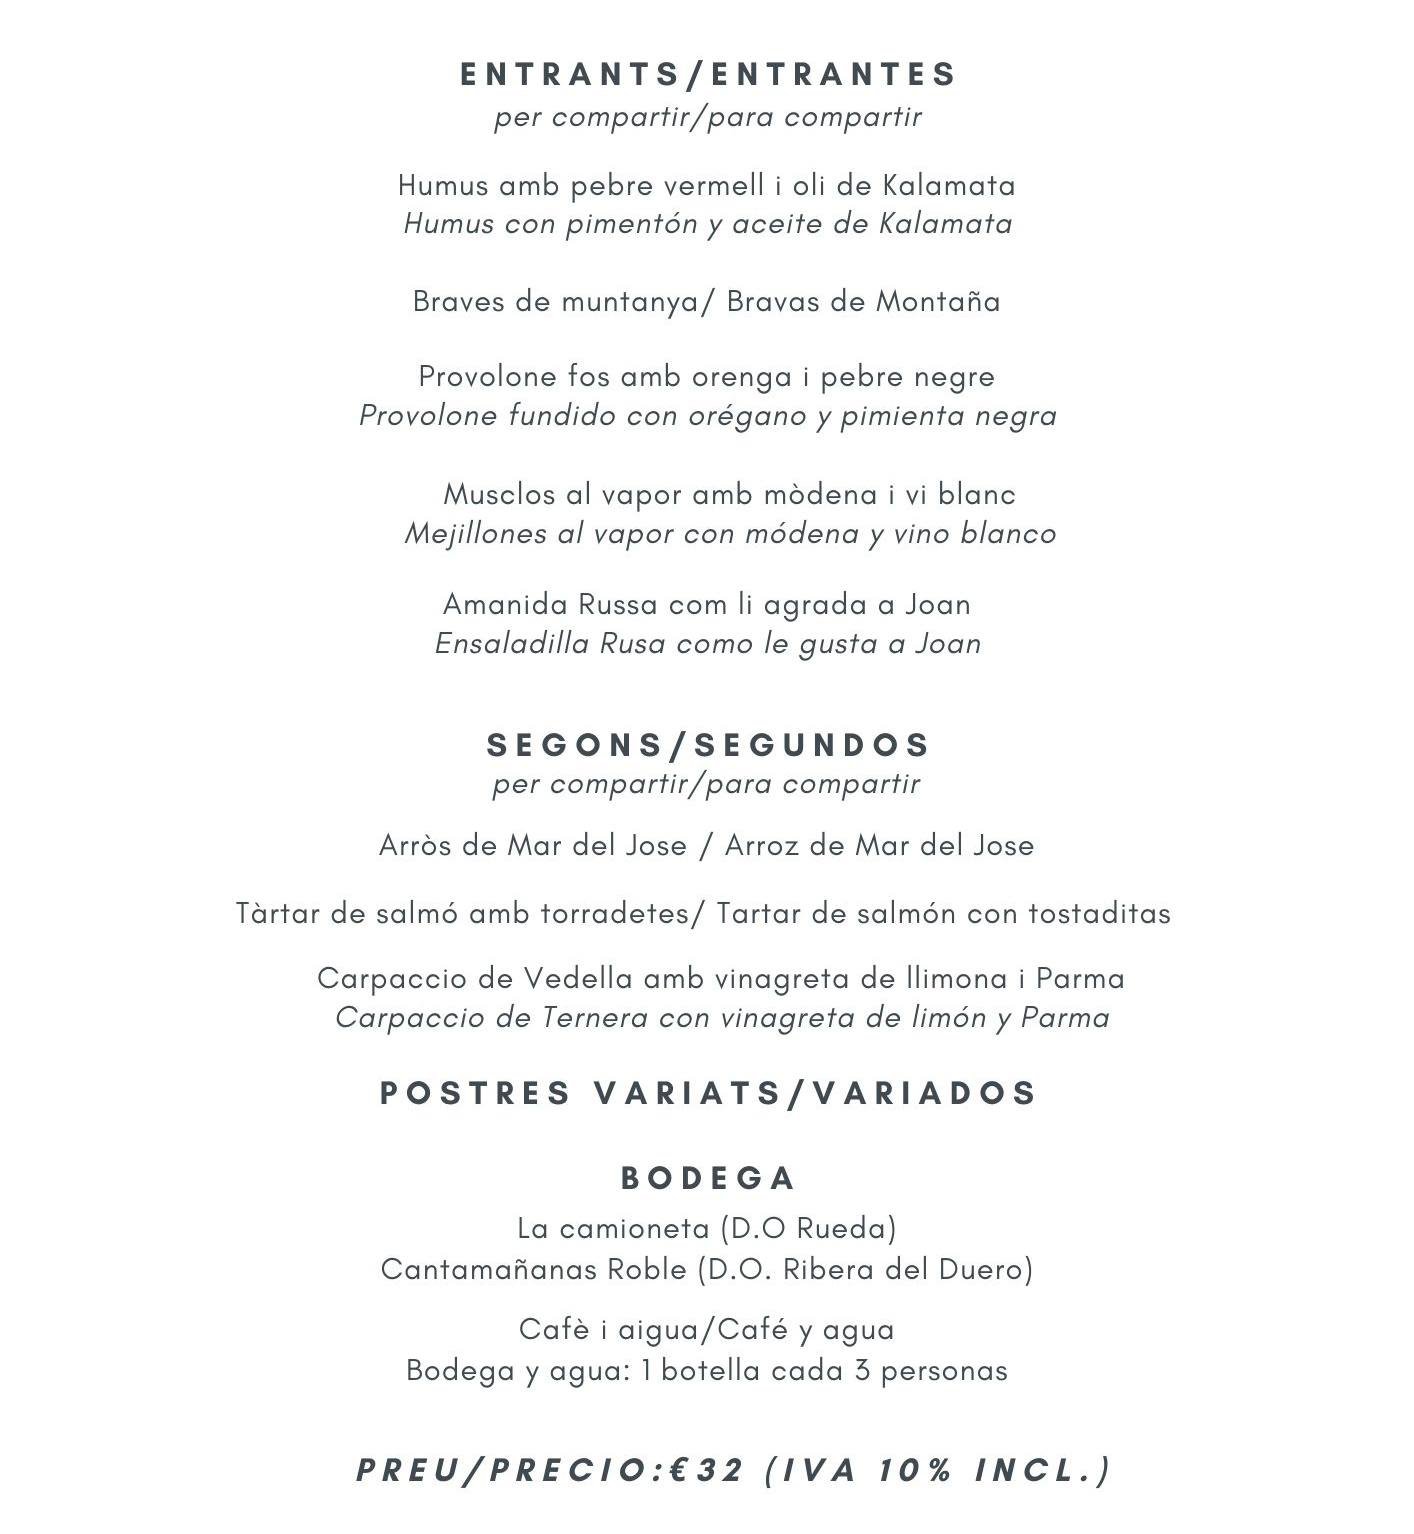 ENTRANTS/ENTRANTES
per compartir/para compartir
Humus amb pebre vermell i oli de Kalamata
Humus con pimentón y aceite de Kalamata
Braves de muntanya/ Bravas de Montaña
Provolone fos amb orenga i pebre negre
Provolone fundido con orégano y pimienta negra
Musclos al vapor amb mòdena i vi blanc
Mejillones al vapor con módena y vino blanco
Amanida Russa com li agrada a Joan
Ensaladilla Rusa como le gusta a Joan
SEGONS/SEGUNDOS
per compartir/para compartir
Arròs de Mar del Jose / Arroz de Mar del Jose
Tàrtar de salmó amb torradetes/ Tartar de salmón con tostaditas
Carpaccio de Vedella amb vinagreta de llimona i Parma
Carpaccio de Ternera con vinagreta de limón y Parma
POSTRES VARIATS/VARIADOS
BODEGA
La camioneta (D.O Rueda)
Cantamañanas Roble (D.O. Ribera del Duero)
Cafè i aigua/Café y agua
Bodega y agua: 1 botella cada 3 personas
PREU/PRECIO:€32 (IVA 10% INCL.)